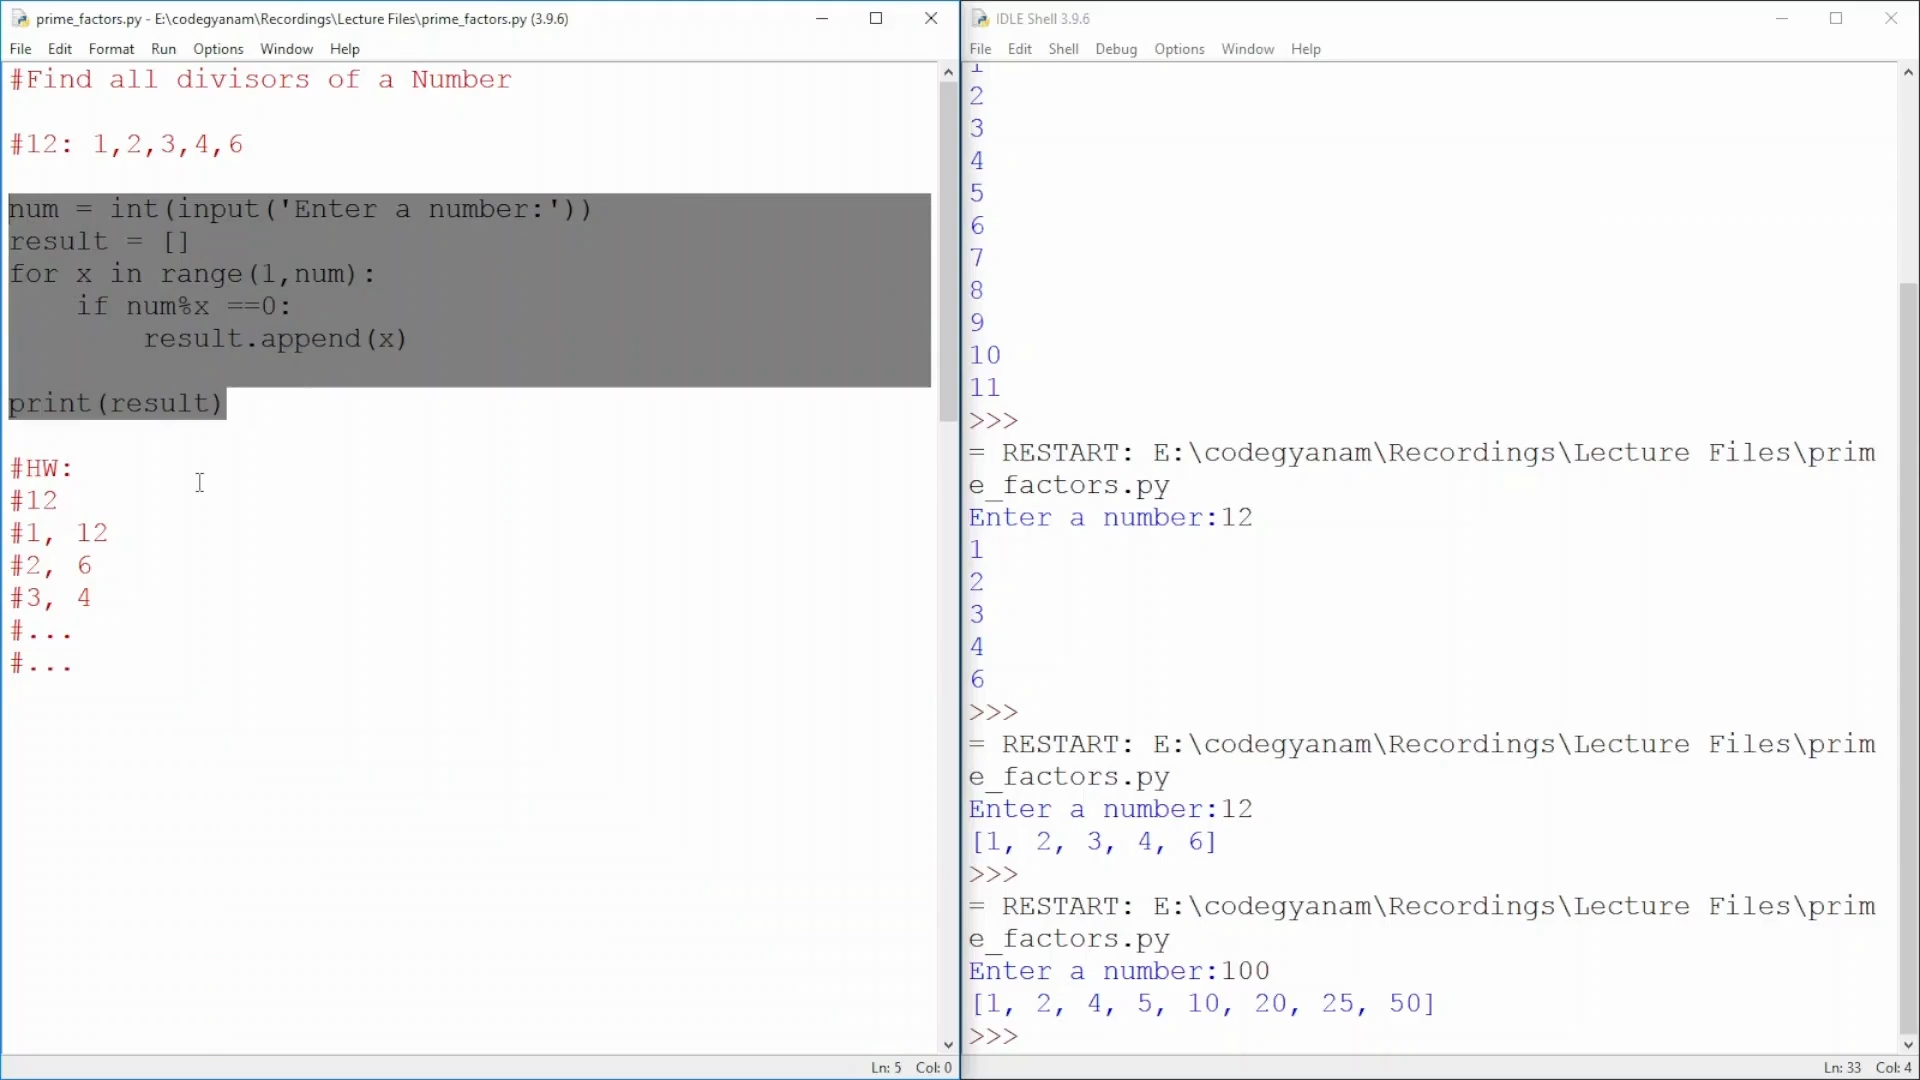 prime_factors.py - E:\codegyanam\Recordings\Lecture Files\prime_factors.py (3.9.6)
File Edit Format Run Options Window Help
#Find all divisors of a Number
#12: 1,2,3,4,6
num = int(input('Enter a number:'))
result = []
for x in range(1,num):
    if num%x ==0:
        result.append(x)
print(result)
#HW:
#12
#1, 12
#2, 6
#3, 4
#...
#...
Ln: 5 Col: 0
IDLE Shell 3.9.6
File Edit Shell Debug Options Window Help
1
2
3
4
5
6
7
8
9
10
11
>>>
= RESTART: E:\codegyanam\Recordings\Lecture Files\prim
e_factors.py
Enter a number:12
1
2
3
4
6
>>>
= RESTART: E:\codegyanam\Recordings\Lecture Files\prim
e_factors.py
Enter a number:12
[1, 2, 3, 4, 6]
>>>
= RESTART: E:\codegyanam\Recordings\Lecture Files\prim
e_factors.py
Enter a number:100
[1, 2, 4, 5, 10, 20, 25, 50]
>>>
Ln: 33 Col: 4